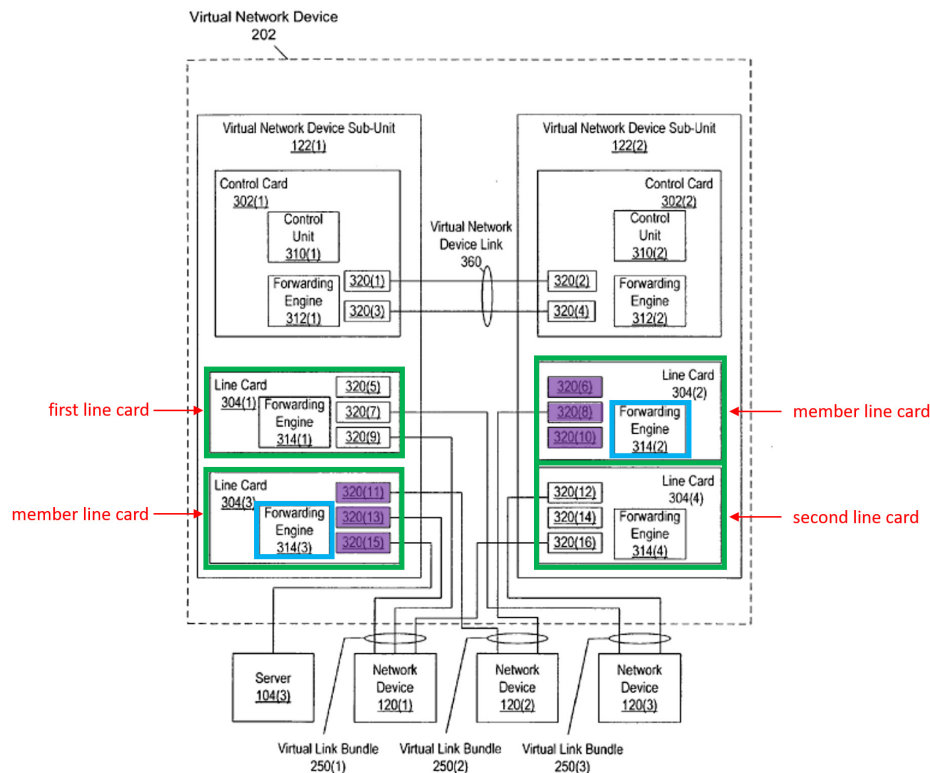 Virtual Network Device
202
Virtual Network Device Sub-Unit
122(1)
Control Card
302(1)
Control
Unit
310(1)
Forwarding
Engine
312(1)
320(1)
320(3)
Virtual Network
Device Link
360
Virtual Network Device Sub-Unit
122(2)
Control Card
302(2)
Control
Unit
310(2)
320(2)
320(4)
Forwarding
Engine
312(2)
first line card
Line Card
304(1)
Forwarding
Engine
314(1)
320(5)
320(7)
320(9)
320(6)
320(8)
320(10)
Line Card
304(2)
Forwarding
Engine
314(2)
member line card
member line card
Line Card
304(3)
Forwarding
Engine
314(3)
320(11)
320(13)
320(15)
320(12)
320(14)
320(16)
Line Card
304(4)
Forwarding
Engine
314(4)
second line card
Server
104(3)
Network
Device
120(1)
Network
Device
120(2)
Network
Device
120(3)
Virtual Link Bundle
250(1)
Virtual Link Bundle
250(2)
Virtual Link Bundle
250(3)